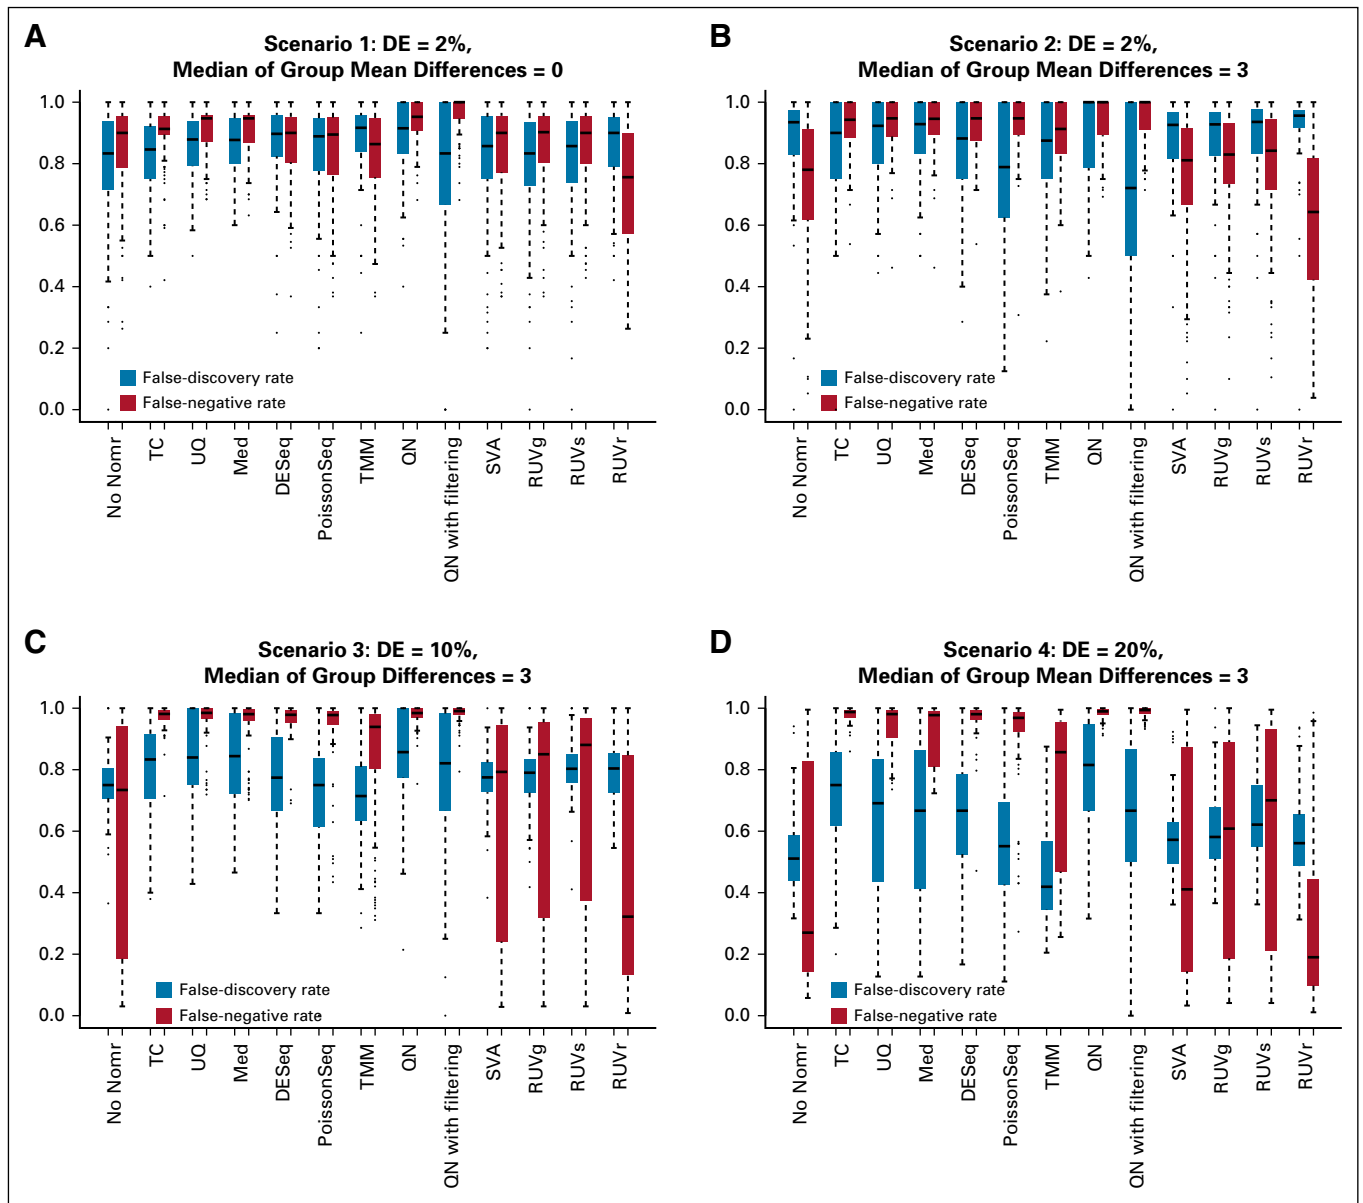 A
Scenario 1: DE = 2%,
Median of Group Mean Differences = 0
1.0
0.8
0.6
0.4
0.2
0.0
False-discovery rate
False-negative rate
No Nomr
TC
UQ
Med
DESeq
PoissonSeq
TMM
QN
QN with filtering
SVA
RUVg
RUVs
RUVr
B
Scenario 2: DE = 2%,
Median of Group Mean Differences = 3
1.0
0.8
0.6
0.4
0.2
0.0
False-discovery rate
False-negative rate
No Nomr
TC
UQ
Med
DESeq
PoissonSeq
TMM
QN
QN with filtering
SVA
RUVg
RUVs
RUVr
C
Scenario 3: DE = 10%,
Median of Group Differences = 3
1.0
0.8
0.6
0.4
0.2
0.0
False-discovery rate
False-negative rate
No Nomr
TC
UQ
Med
DESeq
PoissonSeq
TMM
QN
QN with filtering
SVA
RUVg
RUVs
RUVr
D
Scenario 4: DE = 20%,
Median of Group Mean Differences = 3
1.0
0.8
0.6
0.4
0.2
0.0
False-discovery rate
False-negative rate
No Nomr
TC
UQ
Med
DESeq
PoissonSeq
TMM
QN
QN with filtering
SVA
RUVg
RUVs
RUVr